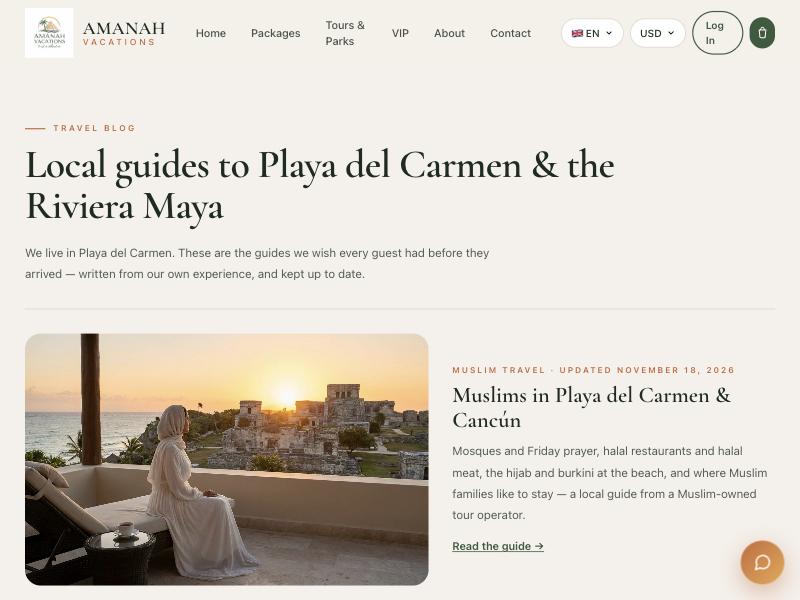 AMANAH
VACATIONS
AMANAH
VACATIONS
Home
Packages
Tours &
Parks
VIP
About
Contact
EN
USD
Log
In
TRAVEL BLOG
Local guides to Playa del Carmen & the
Riviera Maya
We live in Playa del Carmen. These are the guides we wish every guest had before they
arrived — written from our own experience, and kept up to date.
MUSLIM TRAVEL · UPDATED NOVEMBER 18, 2026
Muslims in Playa del Carmen &
Cancún
Mosques and Friday prayer, halal restaurants and halal
meat, the hijab and burkini at the beach, and where Muslim
families like to stay — a local guide from a Muslim-owned
tour operator.
Read the guide →